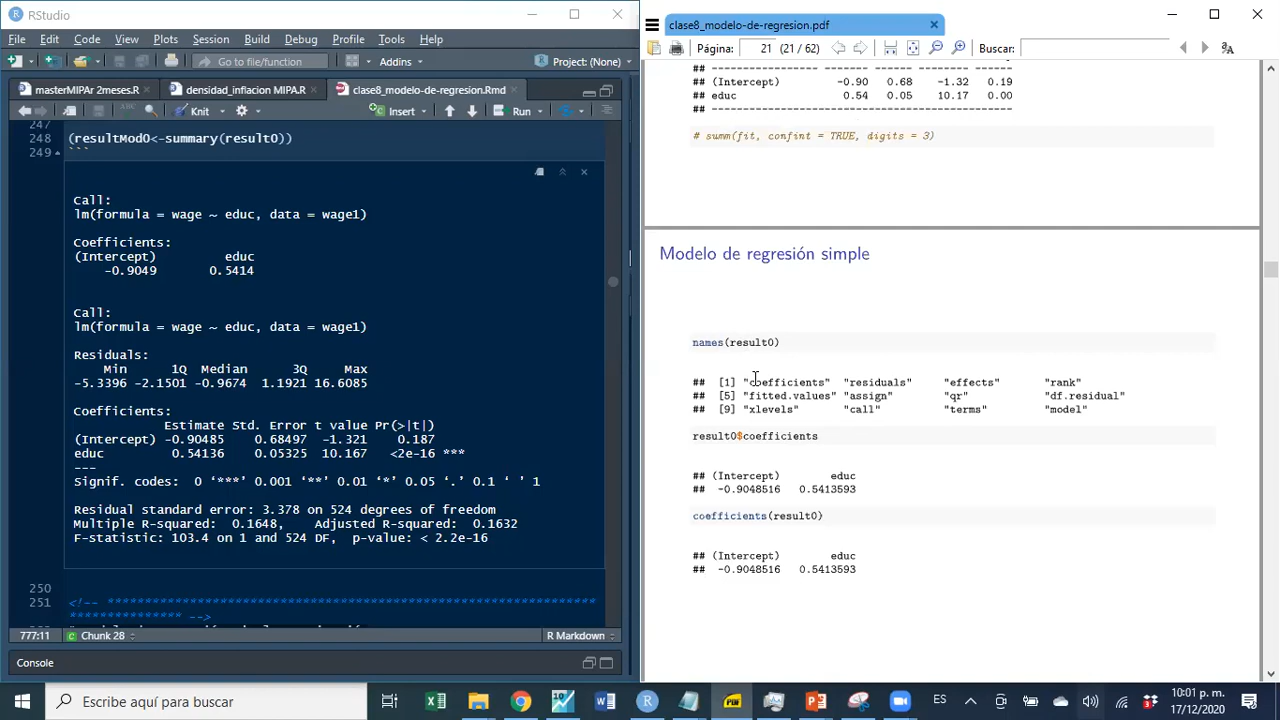 RStudio
File Edit Code View Plots Session Build Debug Profile Tools Help
Go to file/function
Addins
Project: (None)
MIPAR 2mcest
default_imagen MIPAR
clase8_modelo-de-regresion.Rmd
Knit
Insert
Run
247
248 (resultMod0<-summary(result0))
249 ```
Call:
lm(formula = wage ~ educ, data = wage1)
Coefficients:
(Intercept) educ
0.5414
Call:
lm(formula = wage ~ educ, data = wage1)
Residuals:
Min 1Q Median 3Q Max
-5.3396 -2.1501 -0.9674 1.1921 16.6085
Coefficients:
Estimate Std. Error t value Pr(>|t|)
(Intercept) -0.90485 0.68497 -1.321 0.187
educ 0.54136 0.05325 10.167 <2e-16 ***
---
Signif. codes: 0 ‘***’ 0.001 ‘**’ 0.01 ‘*’ 0.05 ‘.’ 0.1 ‘ ’ 1
Residual standard error: 3.378 on 524 degrees of freedom
Multiple R-squared: 0.1648, Adjusted R-squared: 0.1632
F-statistic: 103.4 on 1 and 524 DF, p-value: < 2.2e-16
250
251
777:11 Chunk 28 R Markdown
Console
clase8_modelo-de-regresion.pdf
Página: 21 (21 / 62) Buscar:
## (Intercept) -0.90 0.68 -1.32 0.19
## educ 0.54 0.05 10.17 0.00
# summ(fit, confint = TRUE, digits = 3)
Modelo de regresión simple
names(result0)
## [1] "coefficients" "residuals" "effects" "rank"
## [5] "fitted.values" "assign" "qr" "df.residual"
## [9] "xlevels" "call" "terms" "model"
result0$coefficients
## (Intercept) educ
## -0.9048516 0.5413593
coefficients(result0)
## (Intercept) educ
## -0.9048516 0.5413593
Escribe aquí para buscar
ES
10:01 p. m.
17/12/2020